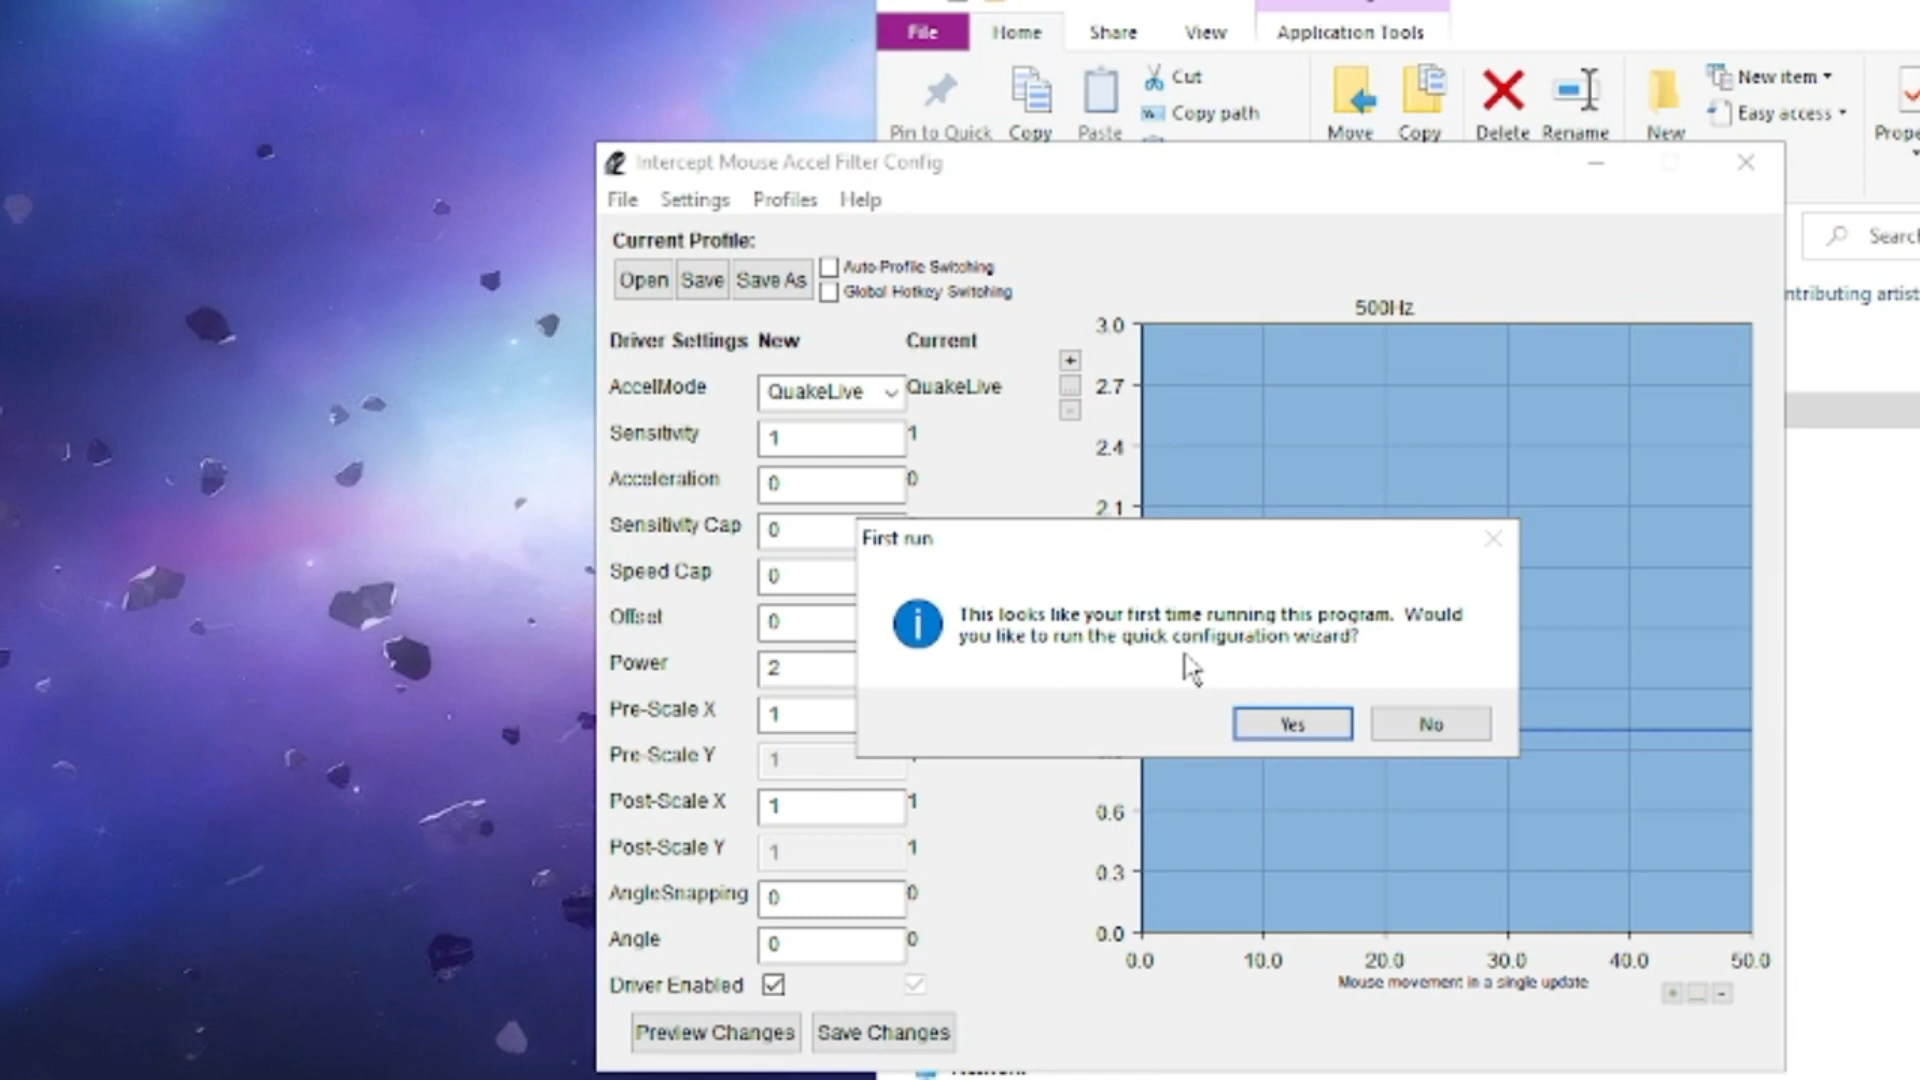 File Home Share View Application Tools
Cut
Copy path
New item
Easy access
Pin to Quick Copy Paste Move Copy Delete Rename New
Intercept Mouse Accel Filter Config
File Settings Profiles Help
Current Profile:
Open Save Save As
Auto-Profile Switching
Global Hotkey Switching
Search
ntributing artist
500Hz
Driver Settings New Current
AccelMode QuakeLive QuakeLive
Sensitivity 1 1
Acceleration 0 0
Sensitivity Cap 0
Speed Cap 0
Offset 0
Power 2
Pre-Scale X 1
Pre-Scale Y 1
Post-Scale X 1 1
Post-Scale Y 1 1
AngleSnapping 0 0
Angle 0 0
Driver Enabled
Preview Changes Save Changes
3.0
2.7
2.4
2.1
0.6
0.3
0.0
0.0 10.0 20.0 30.0 40.0 50.0
Mouse movement in a single update
First run
This looks like your first time running this program. Would
you like to run the quick configuration wizard?
Yes No